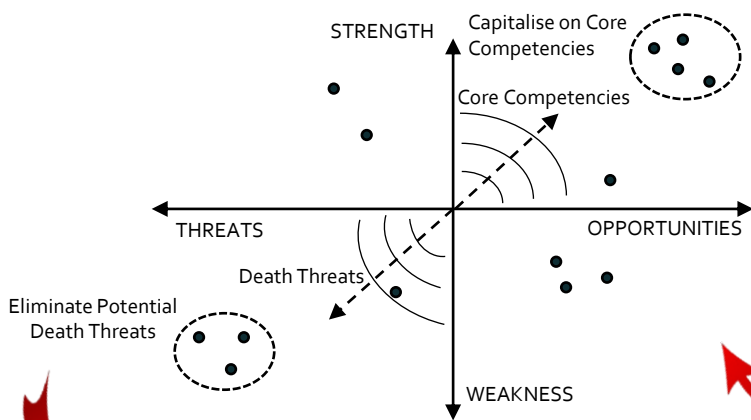 STRENGTH
Capitalise on Core
Competencies
Core Competencies
THREATS
OPPORTUNITIES
Death Threats
Eliminate Potential
Death Threats
WEAKNESS